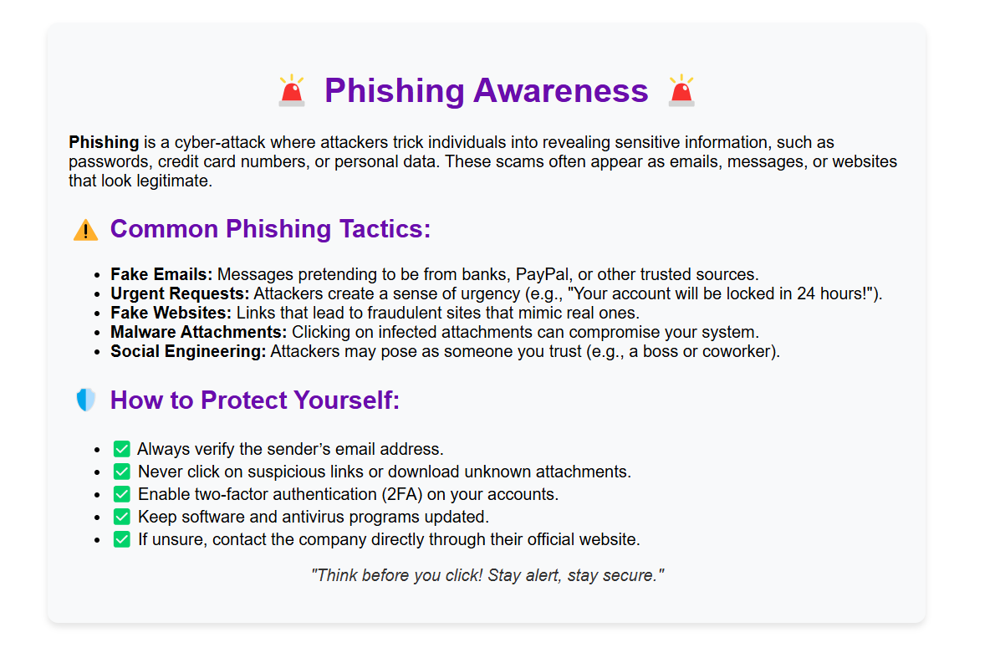 Phishing Awareness
Phishing is a cyber-attack where attackers trick individuals into revealing sensitive information, such as
passwords, credit card numbers, or personal data. These scams often appear as emails, messages, or websites
that look legitimate.
Common Phishing Tactics:
• Fake Emails: Messages pretending to be from banks, PayPal, or other trusted sources.
• Urgent Requests: Attackers create a sense of urgency (e.g., "Your account will be locked in 24 hours!").
• Fake Websites: Links that lead to fraudulent sites that mimic real ones.
• Malware Attachments: Clicking on infected attachments can compromise your system.
• Social Engineering: Attackers may pose as someone you trust (e.g., a boss or coworker).
How to Protect Yourself:
• ✅ Always verify the sender’s email address.
• ✅ Never click on suspicious links or download unknown attachments.
• ✅ Enable two-factor authentication (2FA) on your accounts.
• ✅ Keep software and antivirus programs updated.
• ✅ If unsure, contact the company directly through their official website.
"Think before you click! Stay alert, stay secure."